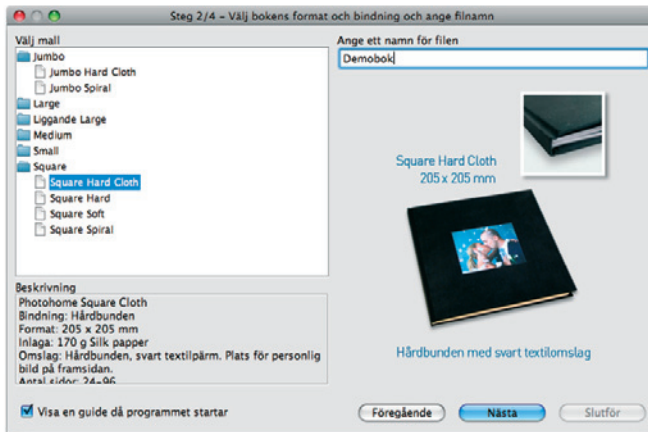 Steg 2/4 – Välj bokens format och bindning och ange filnamn
Välj mall
Jumbo
Jumbo Hard Cloth
Jumbo Spiral
Large
Liggande Large
Medium
Small
Square
Square Hard Cloth
Square Hard
Square Soft
Square Spiral
Beskrivning
Photohome Square Cloth
Bindning: Hårdbunden
Format: 205 x 205 mm
Inlaga: 170 g Silk papper
Omslag: Hårdbunden, svart textilpärm. Plats för personlig
bild på framsidan.
Antal sidor: 24-96
Visa en guide då programmet startar
Ange ett namn för filen
Demobok
Square Hard Cloth
205 x 205 mm
Hårdbunden med svart textilomslag
Föregående
Nästa
Slutför